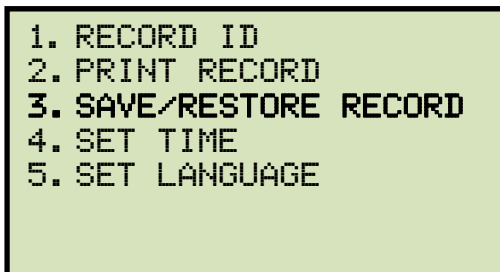 1. RECORD ID
2. PRINT RECORD
3. SAVE/RESTORE RECORD
4. SET TIME
5. SET LANGUAGE